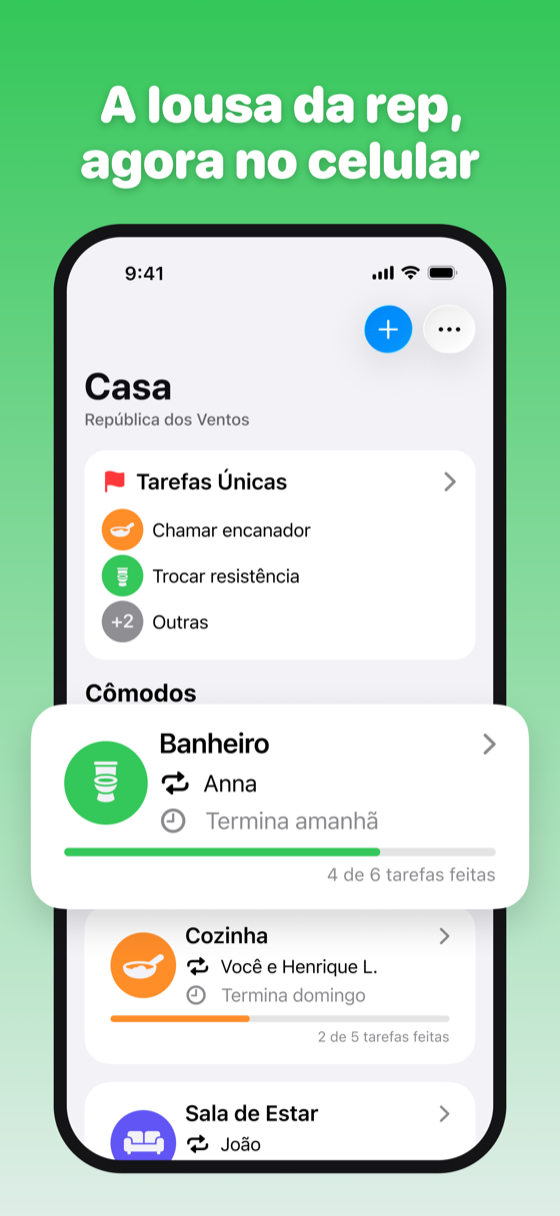 A lousa da rep,
agora no celular
9:41
Casa
República dos Ventos
Tarefas Únicas
Chamar encanador
Trocar resistência
+2 Outras
Cômodos
Banheiro
Anna
Termina amanhã
4 de 6 tarefas feitas
Cozinha
Você e Henrique L.
Termina domingo
2 de 5 tarefas feitas
Sala de Estar
João